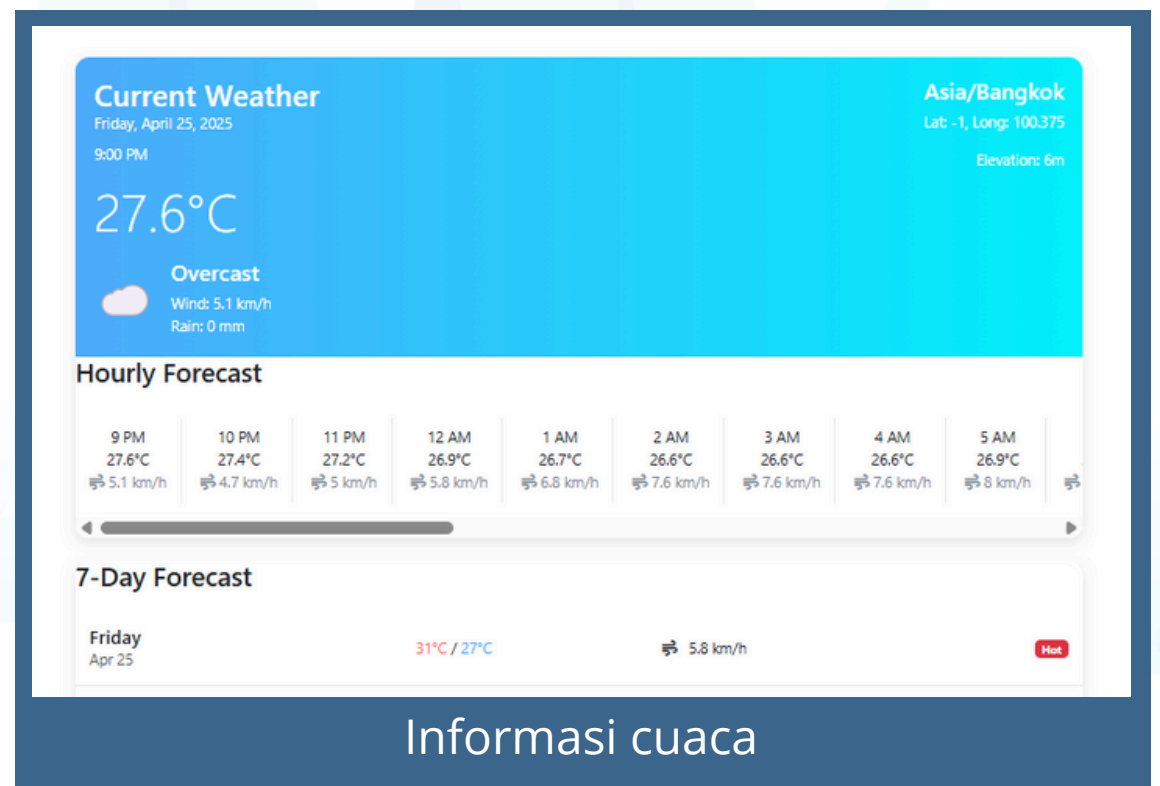 Current Weather
Asia/Bangkok
Friday, April 25, 2025
Lat: -1, Long: 100.375
9:00 PM
Elevation: 6m
27.6°C
Overcast
Wind: 5.1 km/h
Rain: 0 mm
Hourly Forecast
9 PM 10 PM 11 PM 12 AM 1 AM 2 AM 3 AM 4 AM 5 AM
27.6°C 27.4°C 27.2°C 26.9°C 26.7°C 26.6°C 26.6°C 26.6°C 26.9°C
5.1 km/h 4.7 km/h 5 km/h 5.8 km/h 6.8 km/h 7.6 km/h 7.6 km/h 7.6 km/h 8 km/h
7-Day Forecast
Friday
Apr 25
31°C / 27°C
5.8 km/h
Hot
Informasi cuaca